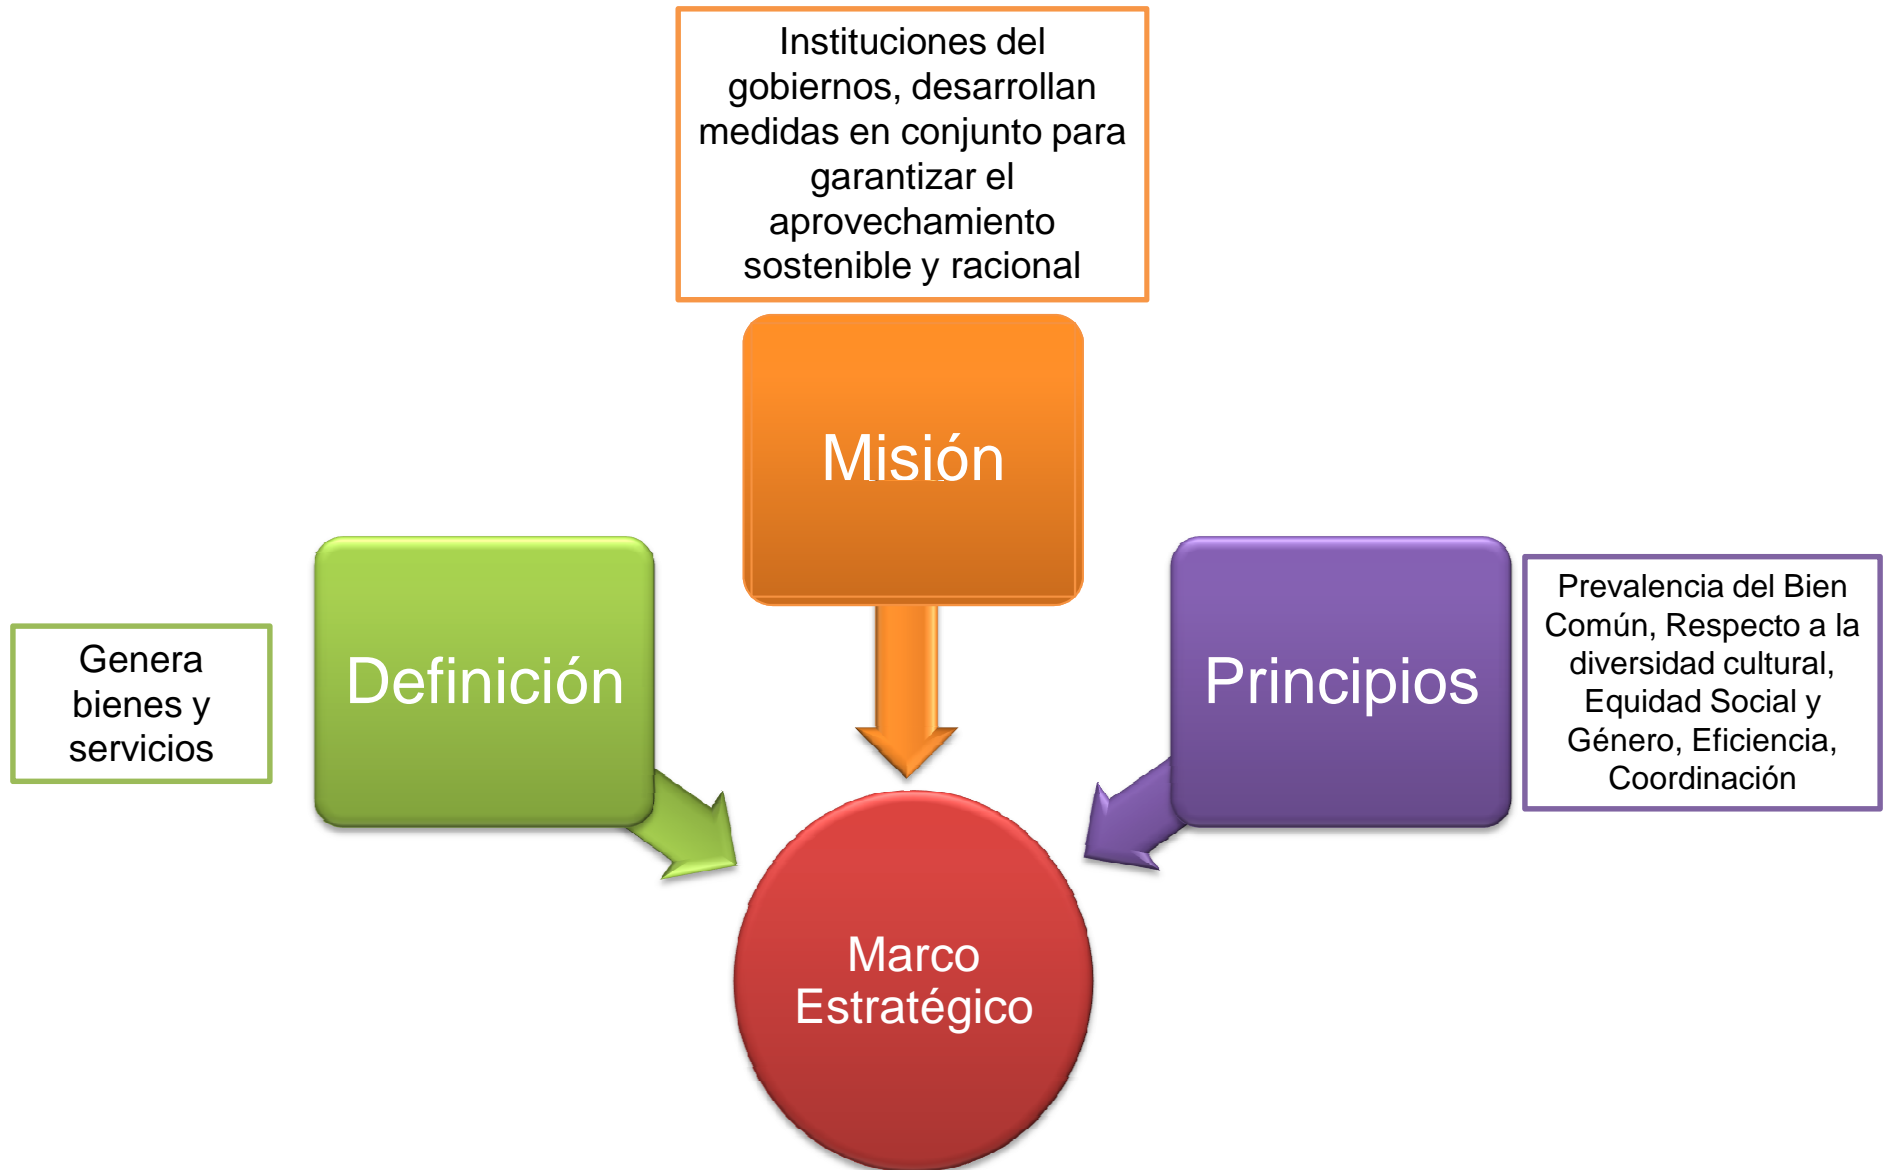 Instituciones del
gobiernos, desarrollan
medidas en conjunto para
garantizar el
aprovechamiento
sostenible y racional
Misión
Genera
bienes y
servicios
Definición
Principios
Prevalencia del Bien
Común, Respecto a la
diversidad cultural,
Equidad Social y
Género, Eficiencia,
Coordinación
Marco
Estratégico